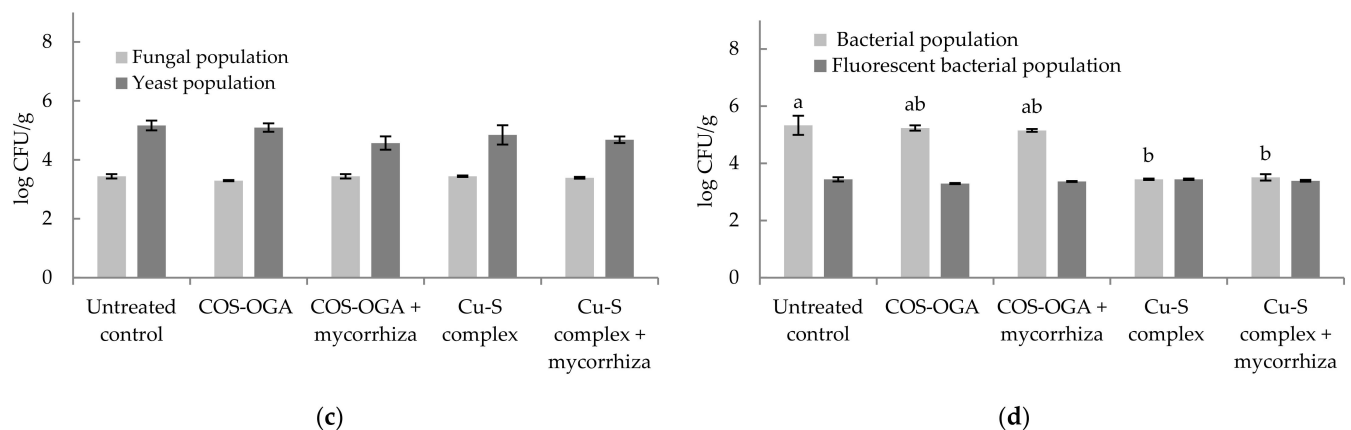 8
6
4
2
0
log CFU/g
Fungal population
Yeast population
Untreated
control
COS-OGA
COS-OGA +
mycorrhiza
Cu-S
complex
Cu-S
complex +
mycorrhiza
(c)
8
6
4
2
0
log CFU/g
Bacterial population
Fluorescent bacterial population
a
ab
ab
b
b
Untreated
control
COS-OGA
COS-OGA +
mycorrhiza
Cu-S
complex
Cu-S
complex +
mycorrhiza
(d)